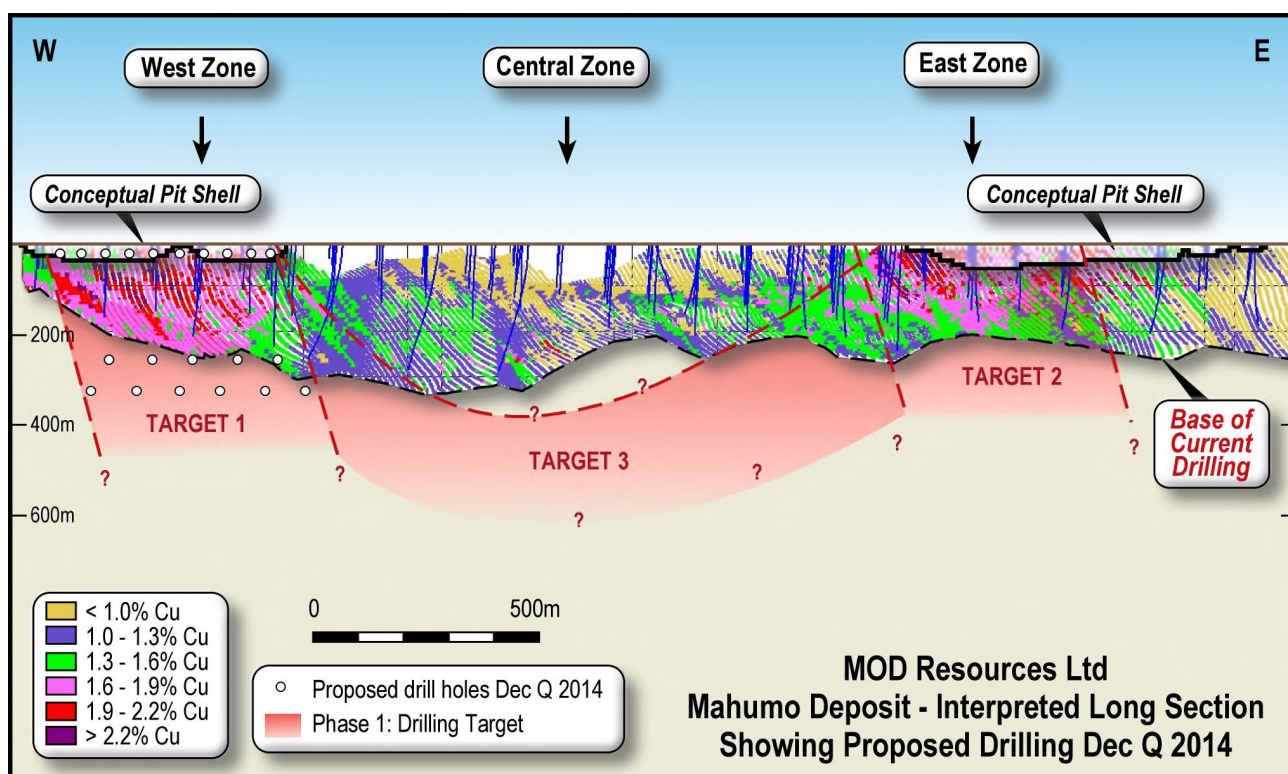 W
E
West Zone
Central Zone
East Zone
Conceptual Pit Shell
Conceptual Pit Shell
200m
400m
600m
TARGET 1
TARGET 2
TARGET 3
?
?
?
?
?
?
?
?
Base of
Current
Drilling
< 1.0% Cu
1.0 - 1.3% Cu
1.3 - 1.6% Cu
1.6 - 1.9% Cu
1.9 - 2.2% Cu
> 2.2% Cu
0
500m
Proposed drill holes Dec Q 2014
Phase 1: Drilling Target
MOD Resources Ltd
Mahumo Deposit - Interpreted Long Section
Showing Proposed Drilling Dec Q 2014